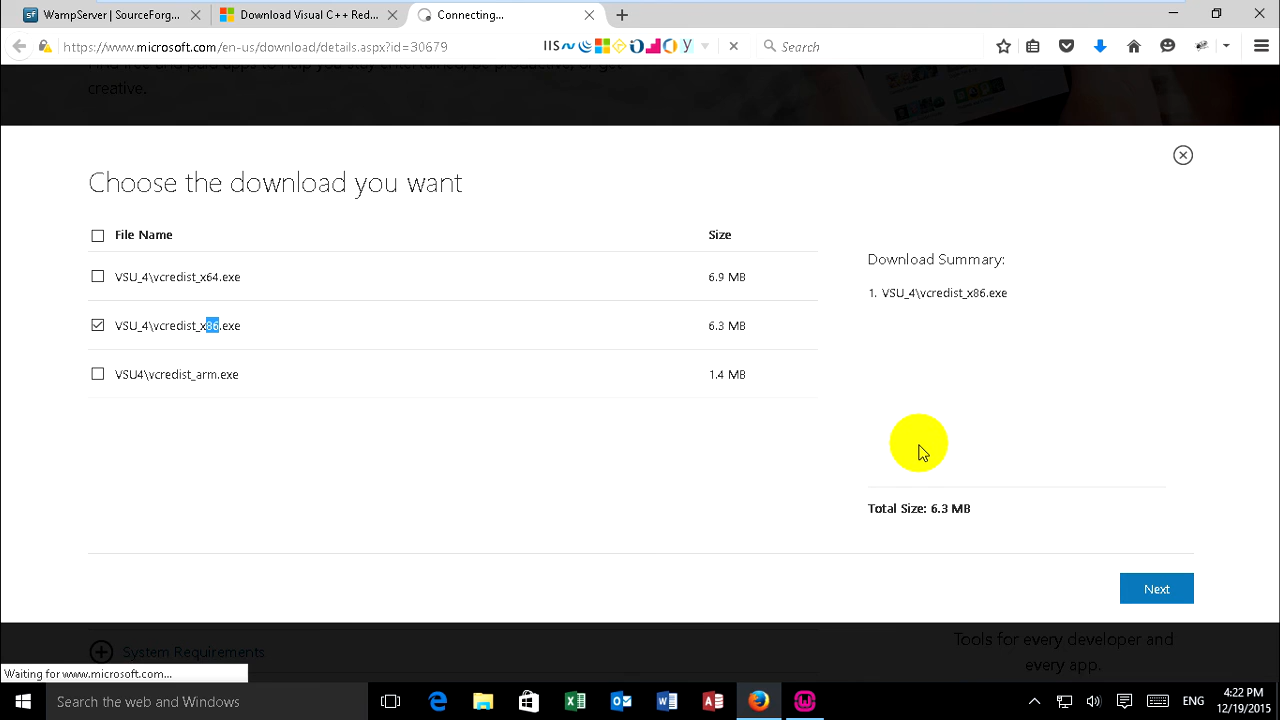 WampServer | SourceForg...
Download Visual C++ Red...
Connecting...
https://www.microsoft.com/en-us/download/details.aspx?id=30679
IIS
Search
creative.
Choose the download you want
File Name
Size
VSU_4\vcredist_x64.exe
6.9 MB
VSU_4\vcredist_x86.exe
6.3 MB
VSU4\vcredist_arm.exe
1.4 MB
Download Summary:
1. VSU_4\vcredist_x86.exe
Total Size: 6.3 MB
Next
System Requirements
Tools for every developer and
every app.
Waiting for www.microsoft.com...
Search the web and Windows
ENG
4:22 PM
12/19/2015